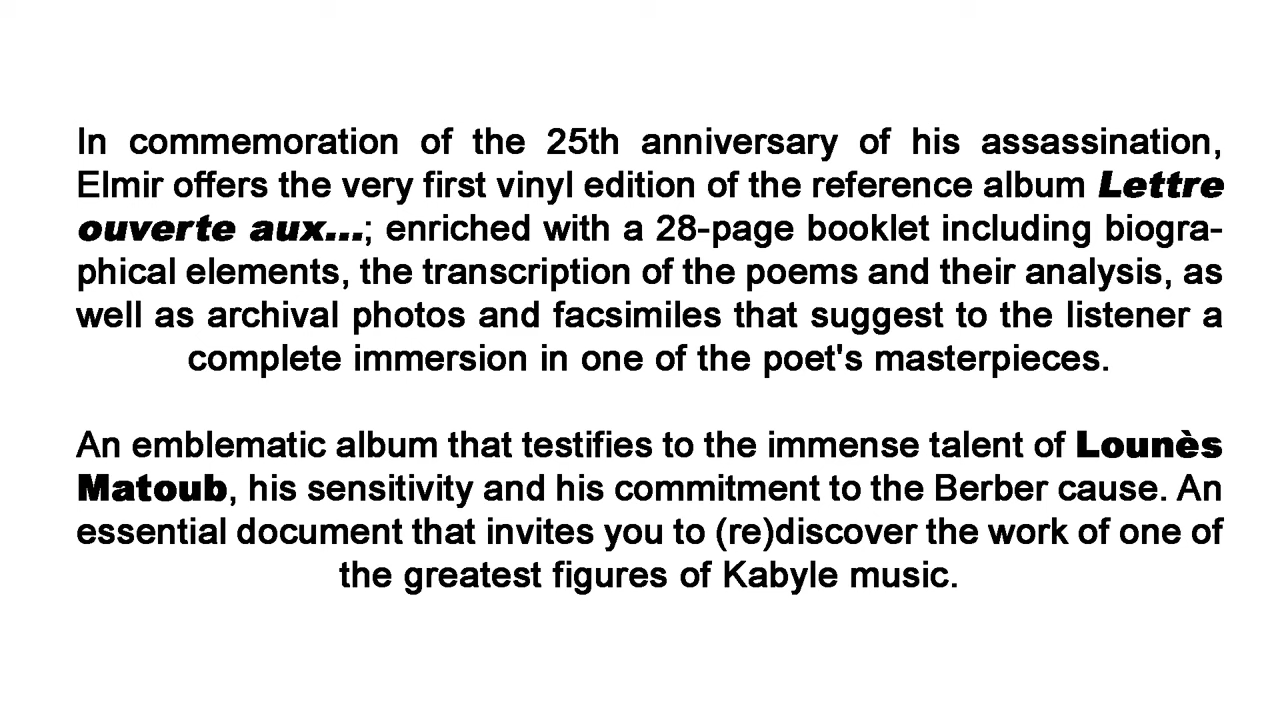 In commemoration of the 25th anniversary of his assassination,
Elmir offers the very first vinyl edition of the reference album Lettre
ouverte aux...; enriched with a 28-page booklet including biogra-
phical elements, the transcription of the poems and their analysis, as
well as archival photos and facsimiles that suggest to the listener a
complete immersion in one of the poet's masterpieces.
An emblematic album that testifies to the immense talent of Lounès
Matoub, his sensitivity and his commitment to the Berber cause. An
essential document that invites you to (re)discover the work of one of
the greatest figures of Kabyle music.